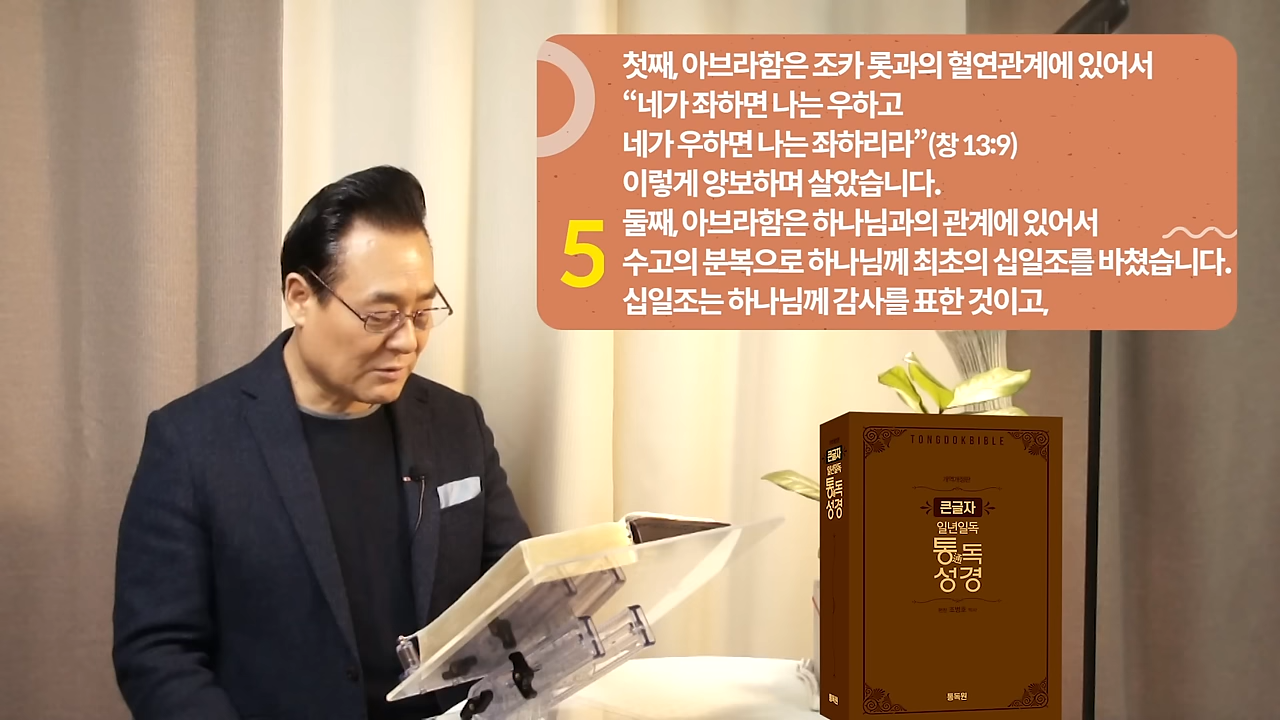 첫째, 아브라함은 조카 롯과의 혈연관계에 있어서
“네가 좌하면 나는 우하고
네가 우하면 나는 좌하리라”(창 13:9)
이렇게 양보하며 살았습니다.
5
둘째, 아브라함은 하나님과의 관계에 있어서
수고의 분복으로 하나님께 최초의 십일조를 바쳤습니다.
십일조는 하나님께 감사를 표한 것이고,
TONGDOKBIBLE
큰글자
일년일독
통독
성경
통독원
큰글자
일년일독
통독
성경
통독원